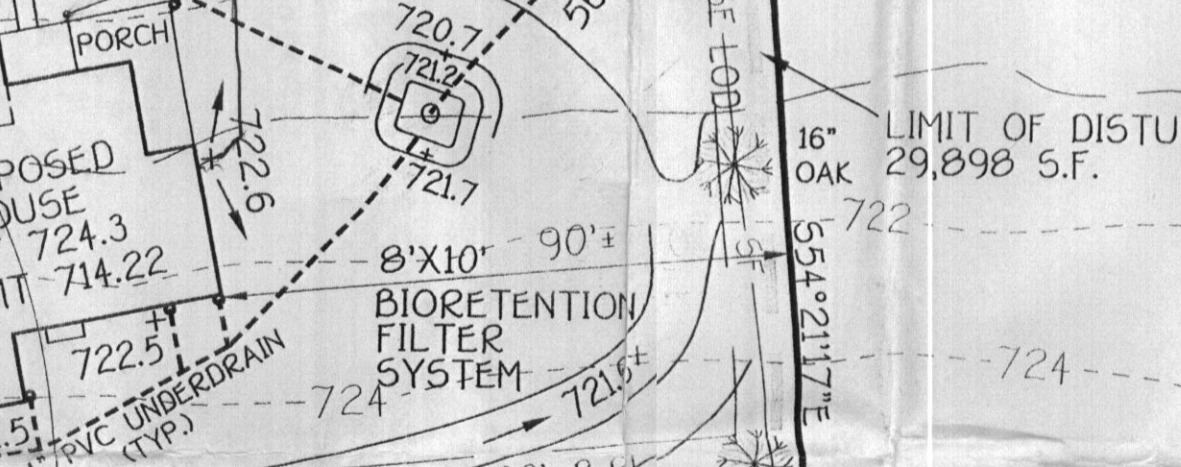 PORCH
720.7
721.2
721.7
722.6
SF
LOD
16"
OAK
LIMIT OF DISTU
29,898 S.F.
POSED
OUSE
724.3
714.22
722.5
8'X10'
BIORETENTION
FILTER
SYSTEM
90'±
722
SF
S54°21'17"E
724
724
721.6±
PVC UNDERDRAIN
(TYP.)